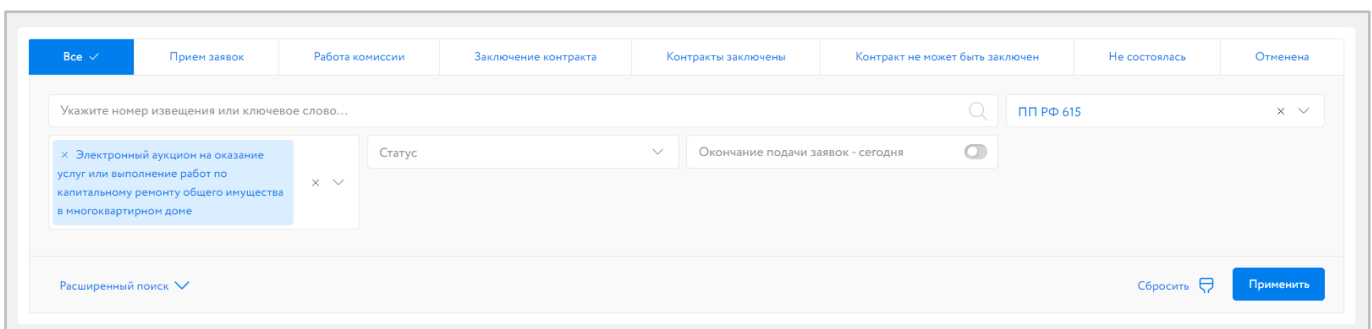 Все
Прием заявок
Работа комиссии
Заключение контракта
Контракты заключены
Контракт не может быть заключен
Не состоялась
Отменена
Укажите номер извещения или ключевое слово...
ПП РФ 615
× Электронный аукцион на оказание
услуг или выполнение работ по
капитальному ремонту общего имущества
в многоквартирном доме
Статус
Окончание подачи заявок - сегодня
Расширенный поиск
Сбросить
Применить